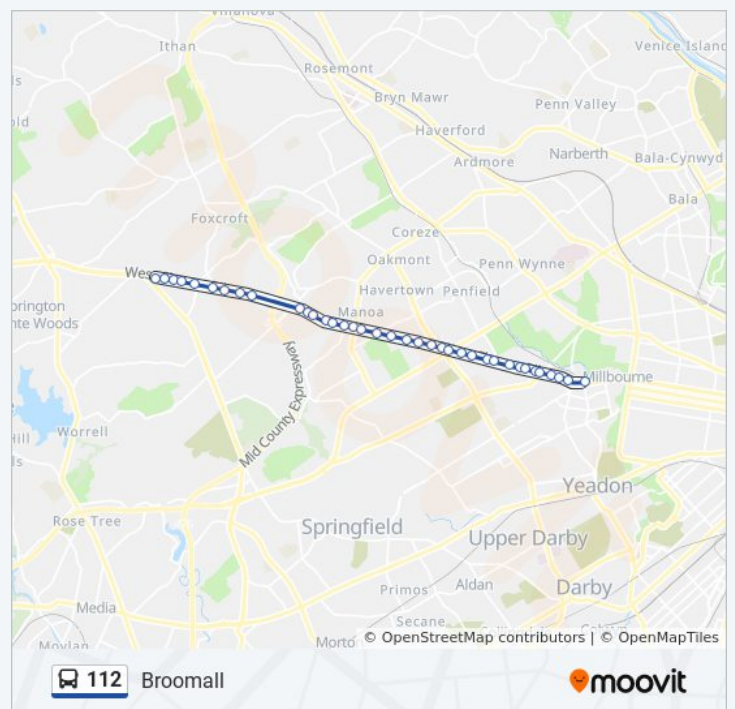 Villanova
Ithan
Venice Island
Rosemont
Bryn Mawr
Penn Valley
Haverford
Narberth
Bala-Cynwyd
Ardmore
Bala
Foxcroft
Coreze
Oakmont
Penn Wynne
Havertown
Penfield
Manoa
Millbourne
Mid County Expressway
Worrell
Yeadon
Rose Tree
Springfield
Upper Darby
Primos
Aldan
Darby
Media
Secane
Moylan
Morto
© OpenStreetMap contributors | © OpenMapTiles
112 Broomall
moovit